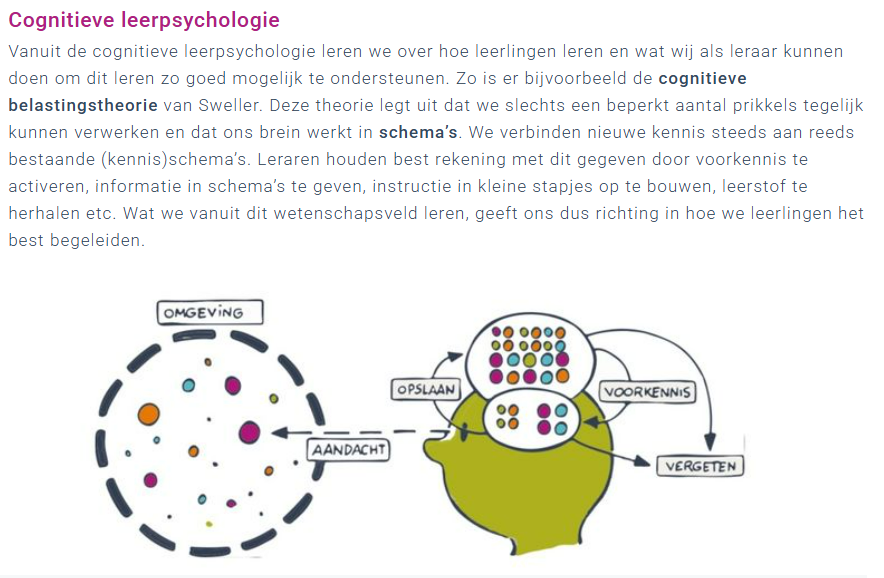 Cognitieve leerpsychologie
Vanuit de cognitieve leerpsychologie leren we over hoe leerlingen leren en wat wij als leraar kunnen
doen om dit leren zo goed mogelijk te ondersteunen. Zo is er bijvoorbeeld de cognitieve
belastingstheorie van Sweller. Deze theorie legt uit dat we slechts een beperkt aantal prikkels tegelijk
kunnen verwerken en dat ons brein werkt in schema's. We verbinden nieuwe kennis steeds aan reeds
bestaande (kennis)schema's. Leraren houden best rekening met dit gegeven door voorkennis te
activeren, informatie in schema's te geven, instructie in kleine stapjes op te bouwen, leerstof te
herhalen etc. Wat we vanuit dit wetenschapsveld leren, geeft ons dus richting in hoe we leerlingen het
best begeleiden.
OMGEVING
OPSLAAN
VOORKENNIS
AANDACHT
VERGETEN